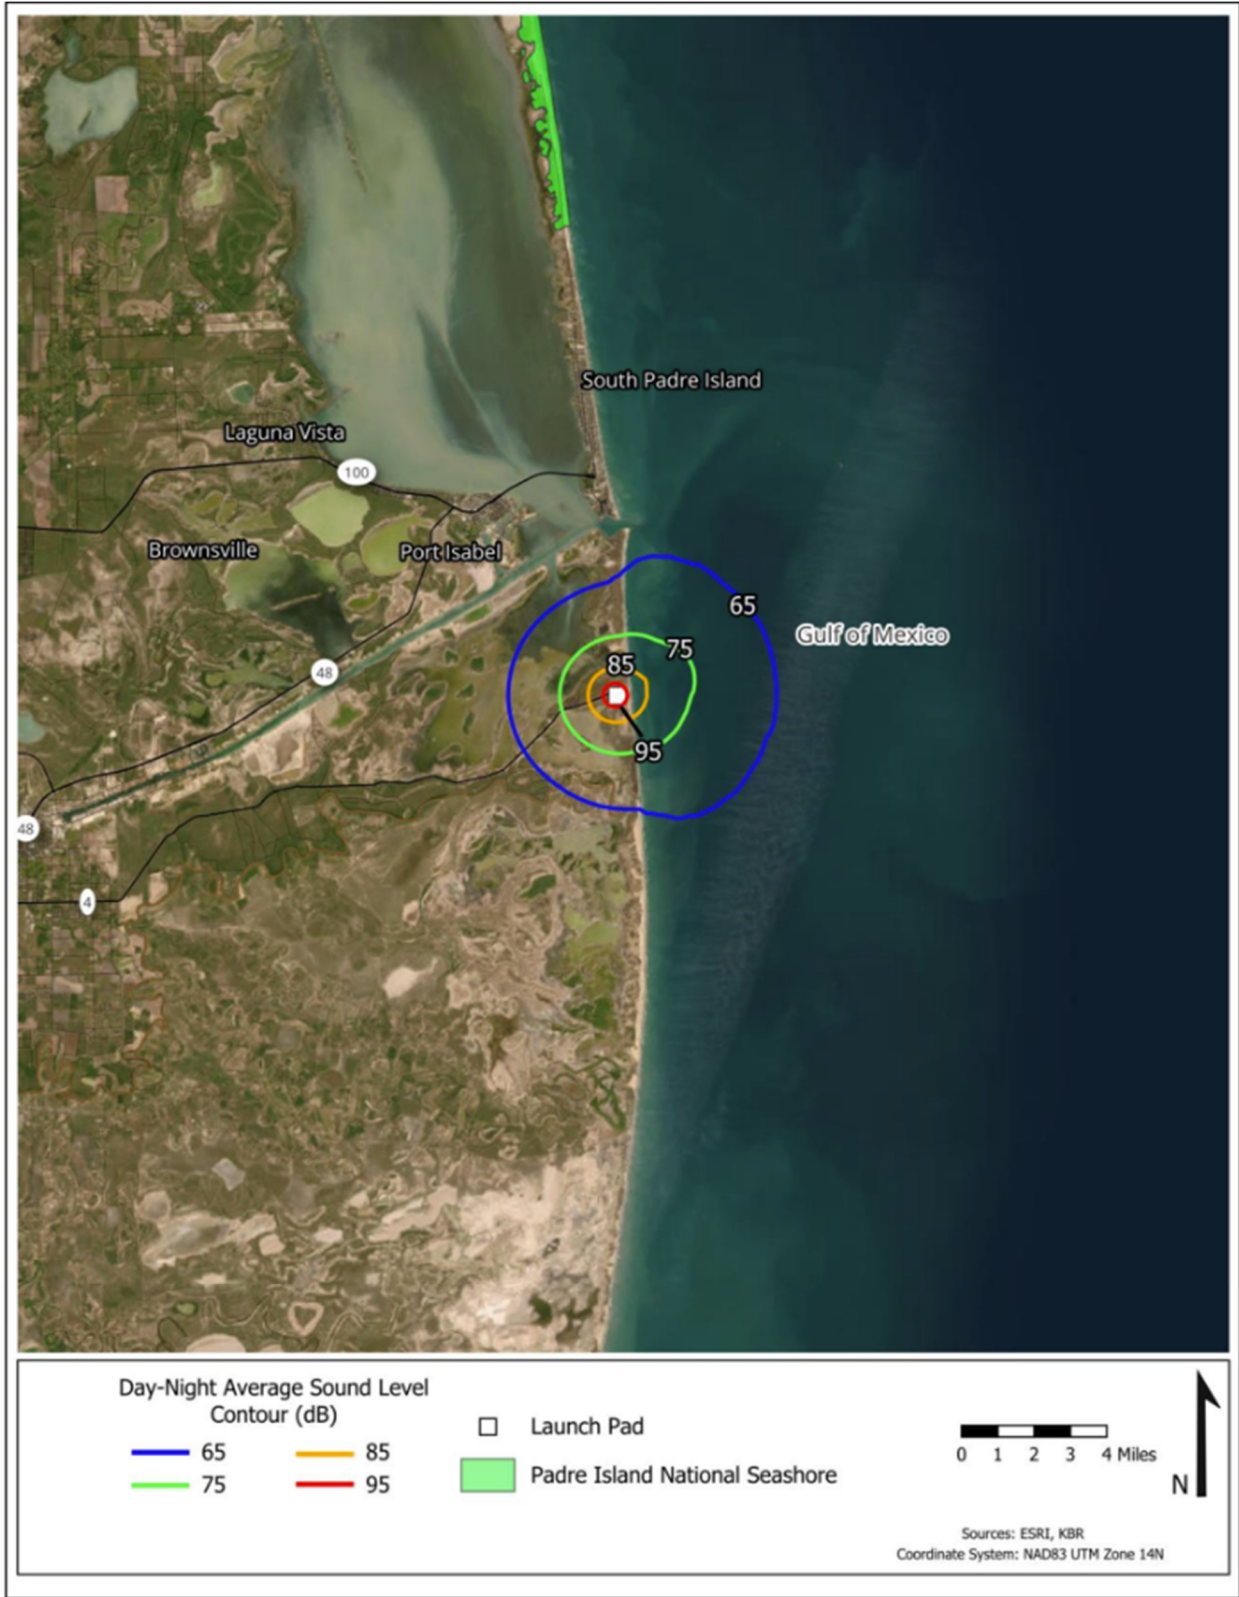 South Padre Island
Laguna Vista
100
Brownsville
Port Isabel
65
Gulf of Mexico
75
85
48
95
48
4
Day-Night Average Sound Level
Contour (dB)
65
85
75
95
Launch Pad
Padre Island National Seashore
0 1 2 3 4 Miles
N
Sources: ESRI, KBR
Coordinate System: NAD83 UTM Zone 14N